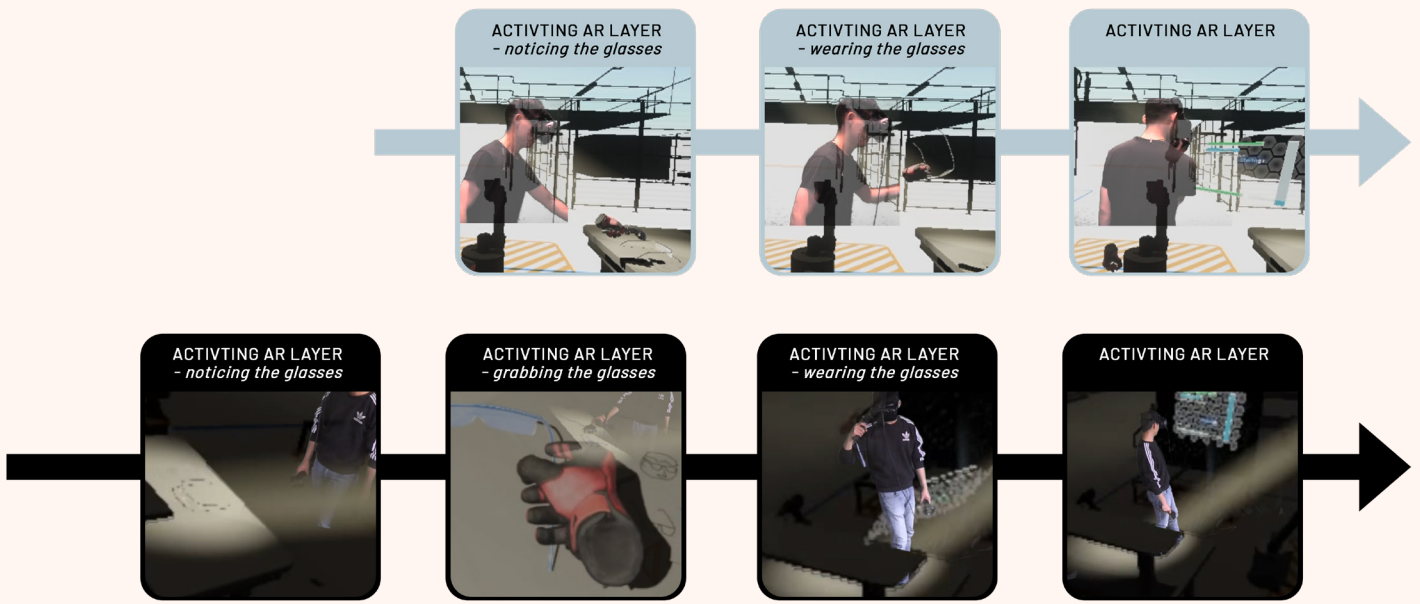 ACTIVTING AR LAYER
- noticing the glasses
ACTIVTING AR LAYER
- wearing the glasses
ACTIVTING AR LAYER
ACTIVTING AR LAYER
- noticing the glasses
ACTIVTING AR LAYER
- grabbing the glasses
ACTIVTING AR LAYER
- wearing the glasses
ACTIVTING AR LAYER